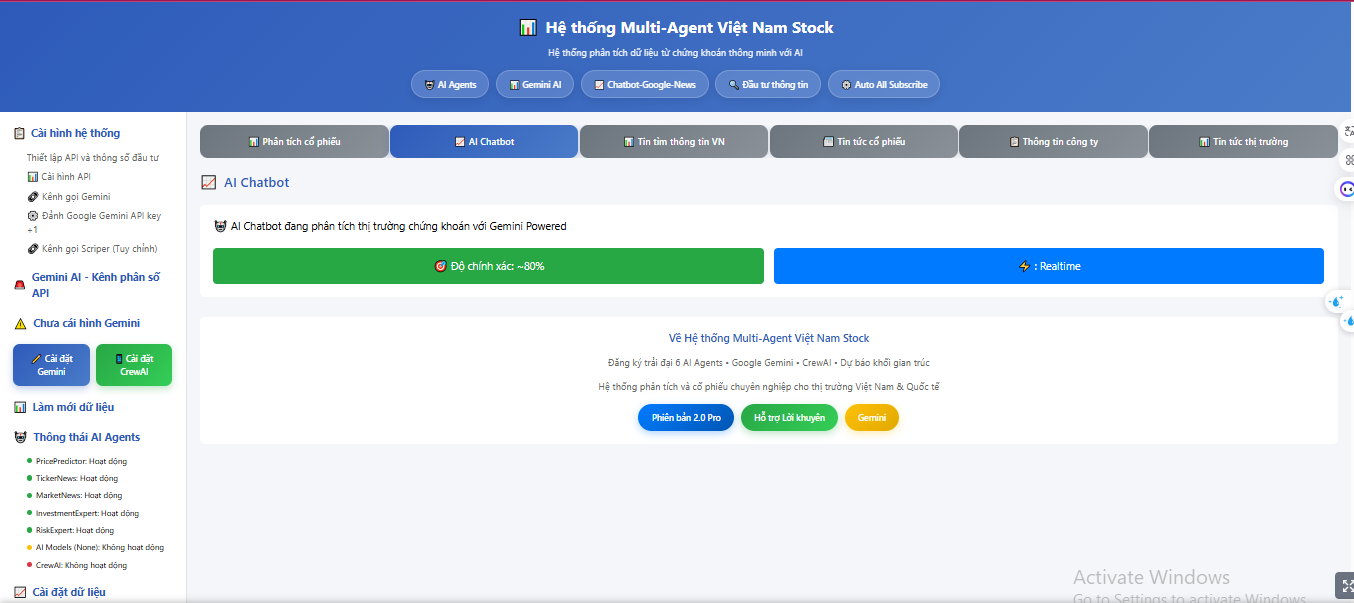 Hệ thống Multi-Agent Việt Nam Stock
Hệ thống phân tích dữ liệu từ chứng khoán thông minh với AI
AI Agents
Gemini AI
Chatbot-Google-News
Đầu tư thông tin
Auto All Subscribe
Cài hình hệ thống
Thiết lập API và thông số đầu tư
Cài hình API
Kênh gọi Gemini
Đảnh Google Gemini API key
+1
Kênh gọi Scriper (Tuy chỉnh)
Gemini AI - Kênh phân số
API
Chưa cái hình Gemini
Cài đặt
Gemini
Cài đặt
CrewAI
Làm mới dữ liệu
Thông thái AI Agents
PricePredictor: Hoạt động
TickerNews: Hoạt động
MarketNews: Hoạt động
InvestmentExpert: Hoạt động
RiskExpert: Hoạt động
AI Models (None): Không hoạt động
CrewAI: Không hoạt động
Cài đặt dữ liệu
Phân tích cổ phiếu
AI Chatbot
Tin tìm thông tin VN
Tin tức cổ phiếu
Thông tin công ty
Tin tức thị trường
AI Chatbot
AI Chatbot đang phân tích thị trường chứng khoán với Gemini Powered
Độ chính xác: ~80%
: Realtime
Về Hệ thống Multi-Agent Việt Nam Stock
Đăng ký trải đại 6 AI Agents • Google Gemini • CrewAI • Dự báo khối gian trúc
Hệ thống phân tích và cổ phiếu chuyên nghiệp cho thị trường Việt Nam & Quốc tế
Phiên bản 2.0 Pro
Hỗ trợ Lời khuyên
Gemini
Activate Windows
Go to Settings to activate Windows.